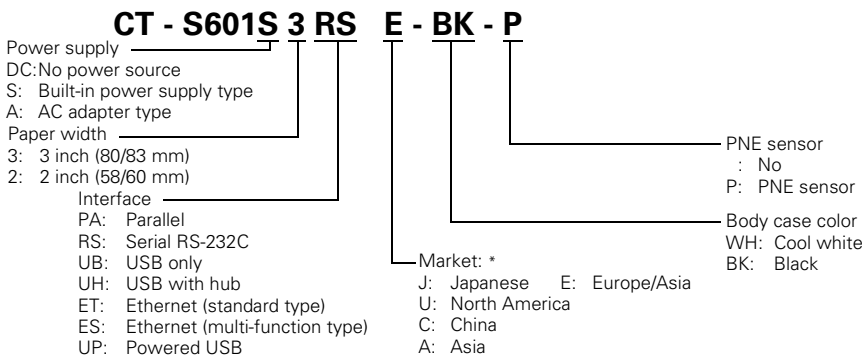 CT - S601S 3 RS E - BK - P
Power supply
DC:No power source
S: Built-in power supply type
A: AC adapter type
Paper width
3: 3 inch (80/83 mm)
2: 2 inch (58/60 mm)
Interface
PA: Parallel
RS: Serial RS-232C
UB: USB only
UH: USB with hub
ET: Ethernet (standard type)
ES: Ethernet (multi-function type)
UP: Powered USB
Market: *
J: Japanese E: Europe/Asia
U: North America
C: China
A: Asia
PNE sensor
: No
P: PNE sensor
Body case color
WH: Cool white
BK: Black